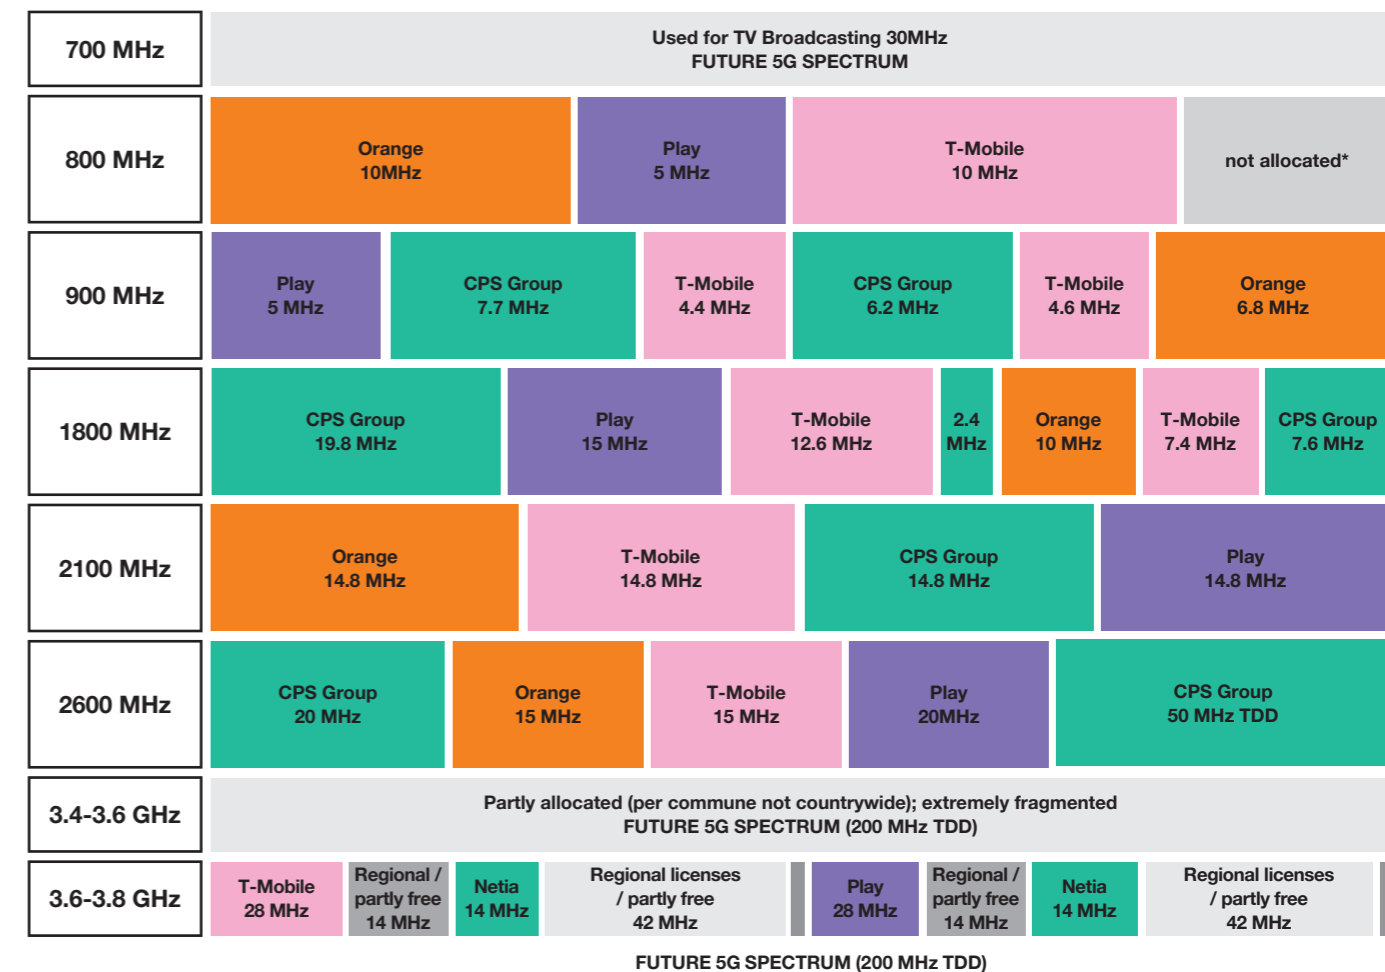 700 MHz
Used for TV Broadcasting 30MHz
FUTURE 5G SPECTRUM
800 MHz
Orange
10MHz
Play
5 MHz
T-Mobile
10 MHz
not allocated*
900 MHz
Play
5 MHz
CPS Group
7.7 MHz
T-Mobile
4.4 MHz
CPS Group
6.2 MHz
T-Mobile
4.6 MHz
Orange
6.8 MHz
1800 MHz
CPS Group
19.8 MHz
Play
15 MHz
T-Mobile
12.6 MHz
2.4
MHz
Orange
10 MHz
T-Mobile
7.4 MHz
CPS Group
7.6 MHz
2100 MHz
Orange
14.8 MHz
T-Mobile
14.8 MHz
CPS Group
14.8 MHz
Play
14.8 MHz
2600 MHz
CPS Group
20 MHz
Orange
15 MHz
T-Mobile
15 MHz
Play
20MHz
CPS Group
50 MHz TDD
3.4-3.6 GHz
Partly allocated (per commune not countrywide); extremely fragmented
FUTURE 5G SPECTRUM (200 MHz TDD)
3.6-3.8 GHz
T-Mobile
28 MHz
Regional /
partly free
14 MHz
Netia
14 MHz
Regional licenses
/ partly free
42 MHz
Play
28 MHz
Regional /
partly free
14 MHz
Netia
14 MHz
Regional licenses
/ partly free
42 MHz
FUTURE 5G SPECTRUM (200 MHz TDD)